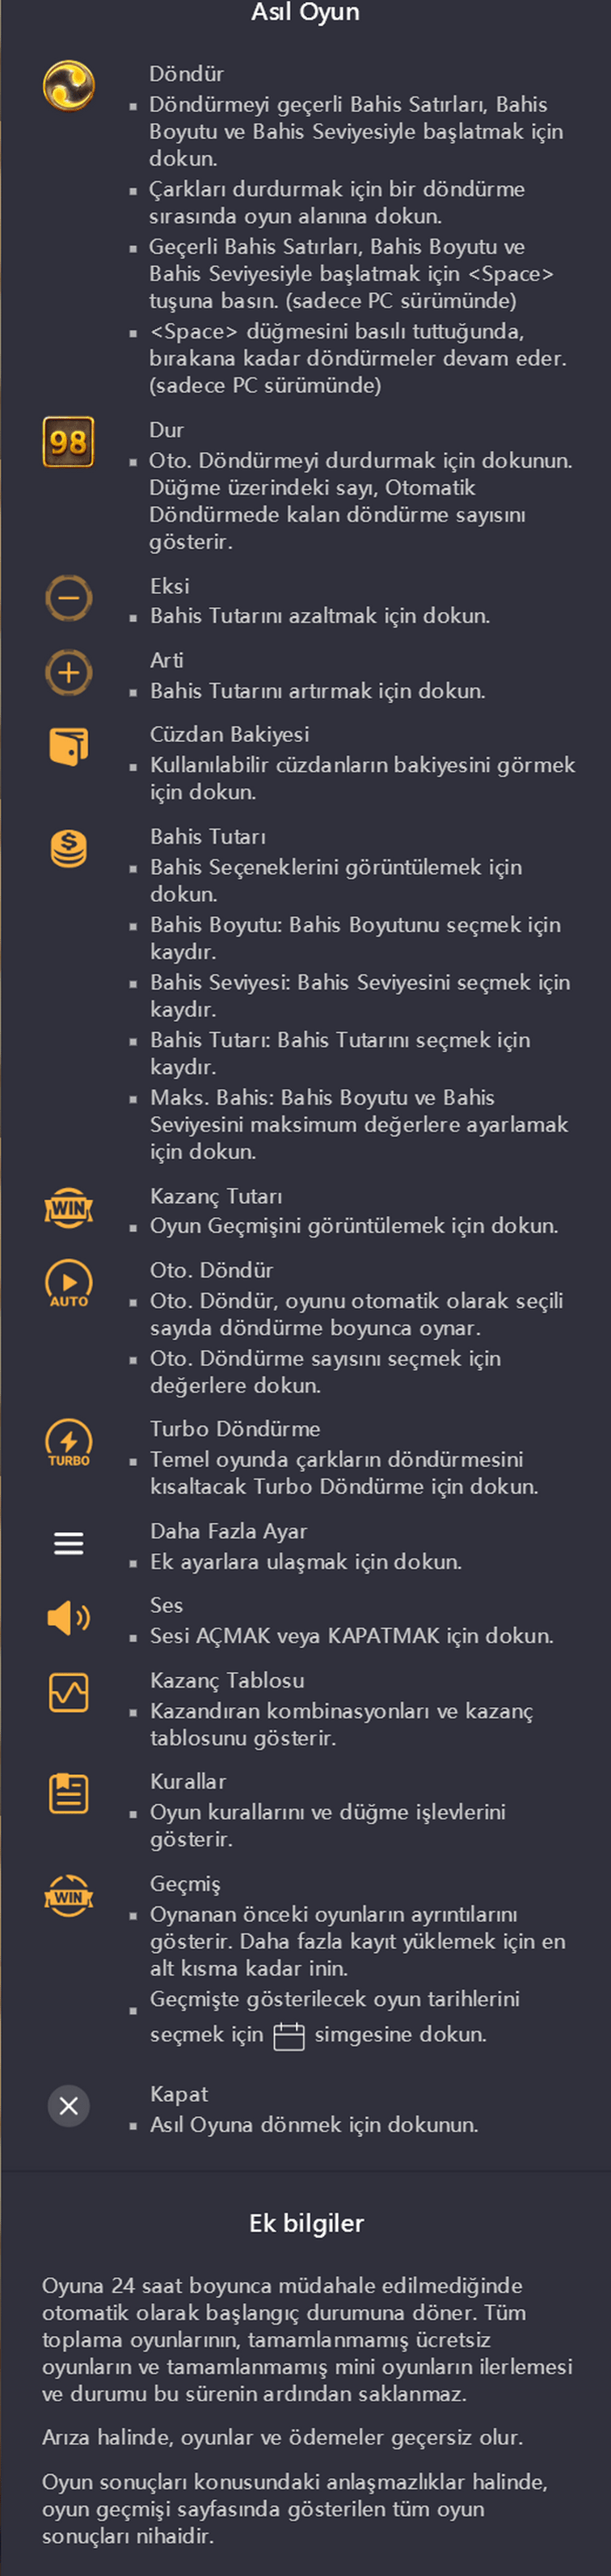 Asıl Oyun
Döndür
▪ Döndürmeyi geçerli Bahis Satırları, Bahis
Boyutu ve Bahis Seviyesiyle başlatmak için
dokun.
▪ Çarkları durdurmak için bir döndürme
sırasında oyun alanına dokun.
▪ Geçerli Bahis Satırları, Bahis Boyutu ve
Bahis Seviyesiyle başlatmak için <Space>
tuşuna basın. (sadece PC sürümünde)
▪ <Space> düğmesini basılı tuttuğunda,
bırakana kadar döndürmeler devam eder.
(sadece PC sürümünde)
98
Dur
▪ Oto. Döndürmeyi durdurmak için dokunun.
Düğme üzerindeki sayı, Otomatik
Döndürmede kalan döndürme sayısını
gösterir.
Eksi
▪ Bahis Tutarını azaltmak için dokun.
Arti
▪ Bahis Tutarını artırmak için dokun.
Cüzdan Bakiyesi
▪ Kullanılabilir cüzdanların bakiyesini görmek
için dokun.
Bahis Tutarı
▪ Bahis Seçeneklerini görüntülemek için
dokun.
▪ Bahis Boyutu: Bahis Boyutunu seçmek için
kaydır.
▪ Bahis Seviyesi: Bahis Seviyesini seçmek için
kaydır.
▪ Bahis Tutarı: Bahis Tutarını seçmek için
kaydır.
▪ Maks. Bahis: Bahis Boyutu ve Bahis
Seviyesini maksimum değerlere ayarlamak
için dokun.
WIN
Kazanç Tutarı
▪ Oyun Geçmişini görüntülemek için dokun.
AUTO
Oto. Döndür
▪ Oto. Döndür, oyunu otomatik olarak seçili
sayıda döndürme boyunca oynar.
▪ Oto. Döndürme sayısını seçmek için
değerlere dokun.
TURBO
Turbo Döndürme
▪ Temel oyunda çarkların döndürmesini
kısaltacak Turbo Döndürme için dokun.
Daha Fazla Ayar
▪ Ek ayarlara ulaşmak için dokun.
Ses
▪ Sesi AÇMAK veya KAPATMAK için dokun.
Kazanç Tablosu
▪ Kazandıran kombinasyonları ve kazanç
tablosunu gösterir.
Kurallar
▪ Oyun kurallarını ve düğme işlevlerini
gösterir.
WIN
Geçmiş
▪ Oynanan önceki oyunların ayrıntılarını
gösterir. Daha fazla kayıt yüklemek için en
alt kısma kadar inin.
▪ Geçmişte gösterilecek oyun tarihlerini
seçmek için simgesine dokun.
Kapat
▪ Asıl Oyuna dönmek için dokunun.
Ek bilgiler
Oyuna 24 saat boyunca müdahale edilmediğinde
otomatik olarak başlangıç durumuna döner. Tüm
toplama oyunlarının, tamamlanmamış ücretsiz
oyunların ve tamamlanmamış mini oyunların ilerlemesi
ve durumu bu sürenin ardından saklanmaz.
Arıza halinde, oyunlar ve ödemeler geçersiz olur.
Oyun sonuçları konusundaki anlaşmazlıklar halinde,
oyun geçmişi sayfasında gösterilen tüm oyun
sonuçları nihaidir.